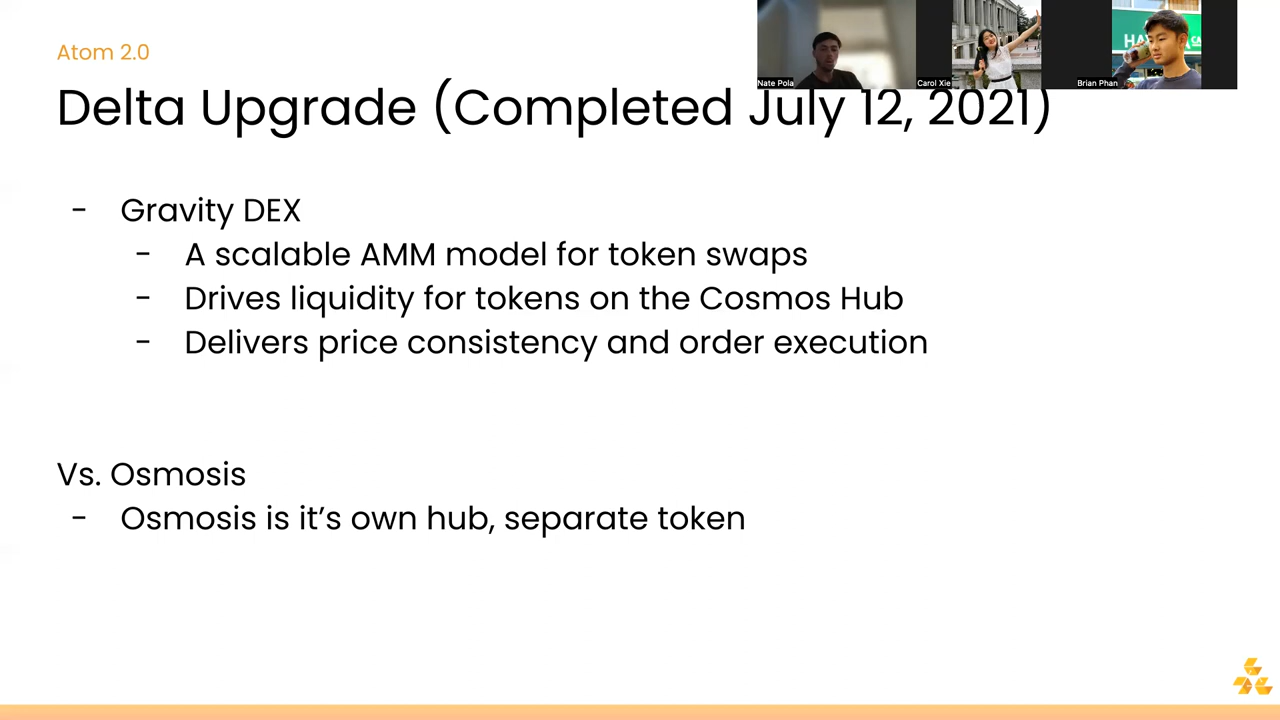 Atom 2.0
Delta Upgrade (Completed July 12, 2021)
Nate Pola
Carol Xie
Brian Phan
- Gravity DEX
- A scalable AMM model for token swaps
- Drives liquidity for tokens on the Cosmos Hub
- Delivers price consistency and order execution
Vs. Osmosis
- Osmosis is it’s own hub, separate token